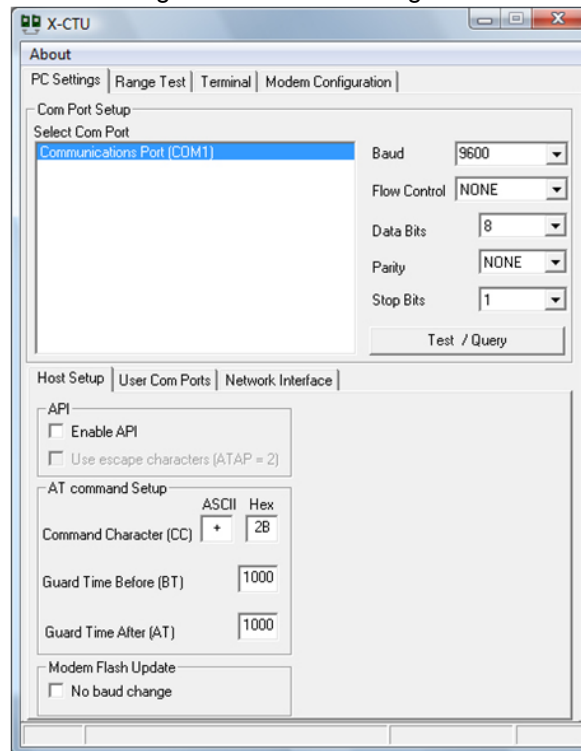 X-CTU
About
PC Settings Range Test Terminal Modem Configuration
Com Port Setup
Select Com Port
Communications Port (COM1)
Baud 9600
Flow Control NONE
Data Bits 8
Parity NONE
Stop Bits 1
Test / Query
Host Setup User Com Ports Network Interface
API
Enable API
Use escape characters (ATAP = 2)
AT command Setup
ASCII Hex
Command Character (CC) + 2B
Guard Time Before (BT) 1000
Guard Time After (AT) 1000
Modem Flash Update
No baud change